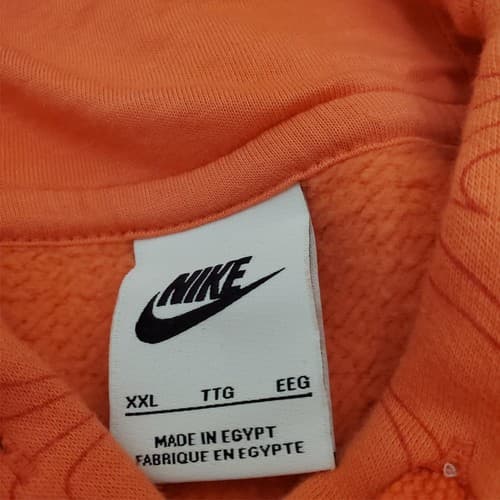 NIKE
XXL TTG EEG
MADE IN EGYPT
FABRIQUE EN EGYPTE